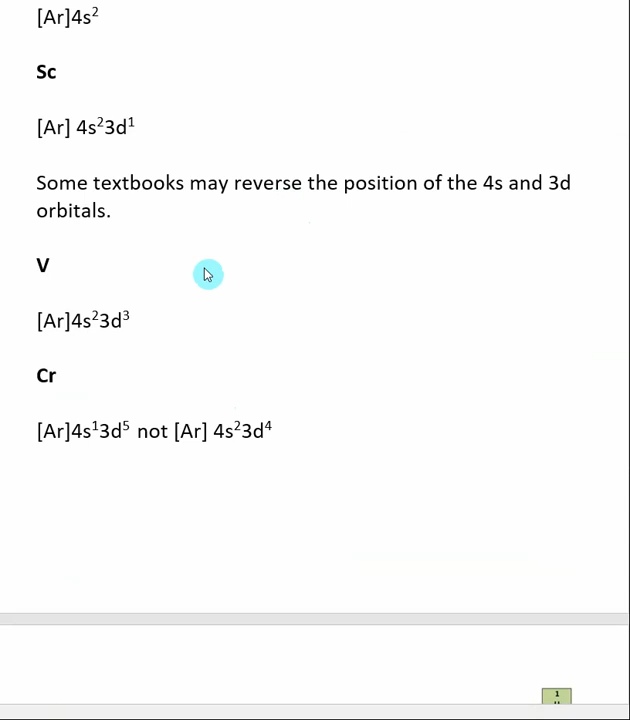 [Ar]4s²
Sc
[Ar] 4s²3d¹
Some textbooks may reverse the position of the 4s and 3d
orbitals.
V
[Ar]4s²3d³
Cr
[Ar]4s¹3d⁵ not [Ar] 4s²3d⁴
1